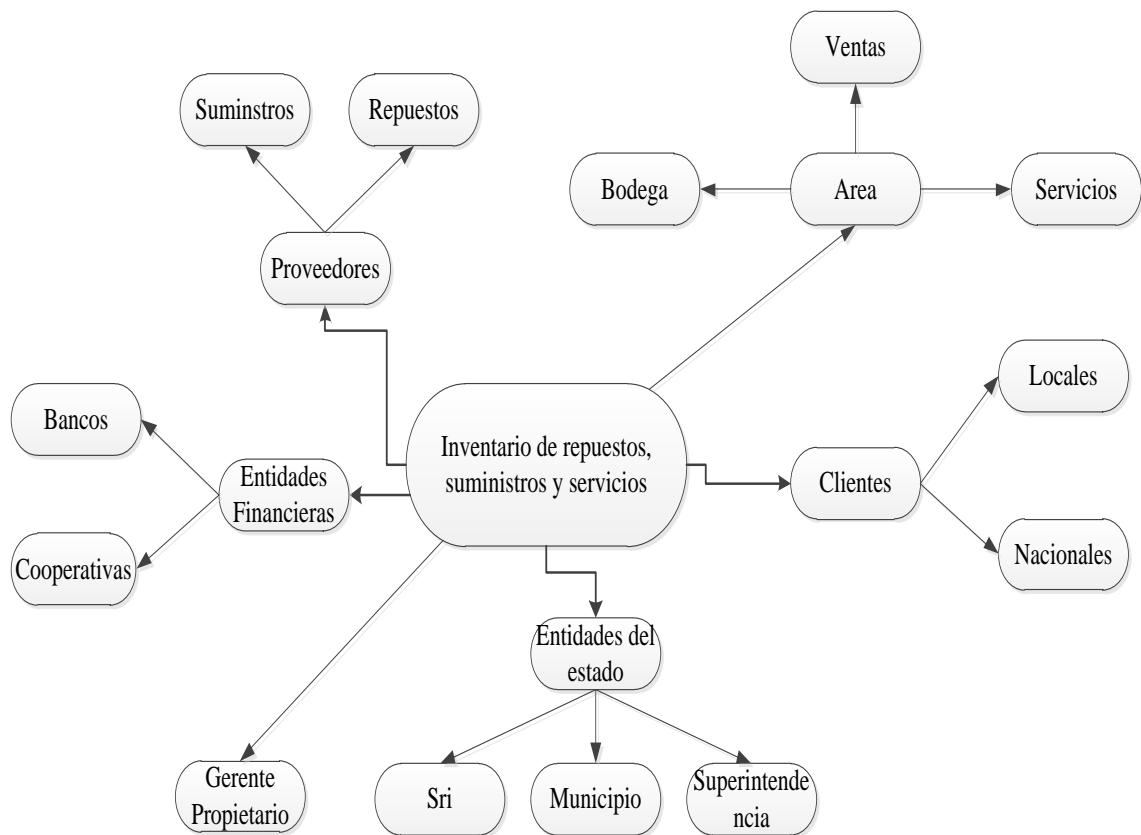 Ventas
Suminstros
Repuestos
Bodega
Area
Servicios
Proveedores
Locales
Bancos
Inventario de repuestos,
suministros y servicios
Clientes
Entidades
Financieras
Cooperativas
Nacionales
Entidades del
estado
Gerente
Propietario
Sri
Municipio
Superintende
ncia